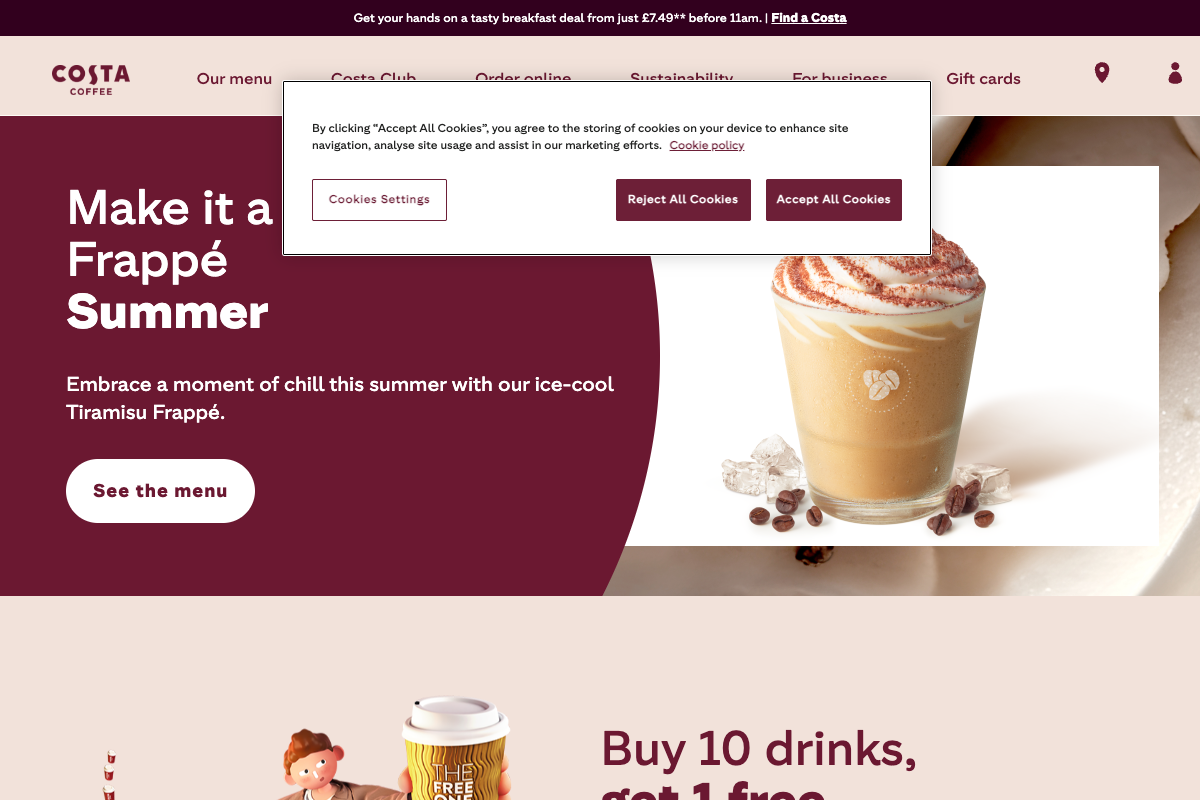 Get your hands on a tasty breakfast deal from just £7.49** before 11am. | Find a Costa
COSTA
COFFEE
Our menu
Costa Club
Order online
Sustainability
For business
Gift cards
By clicking “Accept All Cookies”, you agree to the storing of cookies on your device to enhance site
navigation, analyse site usage and assist in our marketing efforts. Cookie policy
Cookies Settings
Reject All Cookies
Accept All Cookies
Make it a
Frappé
Summer
Embrace a moment of chill this summer with our ice-cool
Tiramisu Frappé.
See the menu
THE
FREE
ONE
Buy 10 drinks,
get 1 free